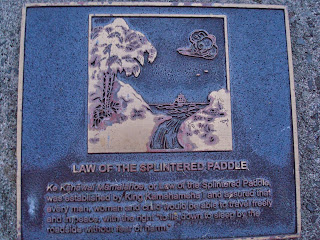 LAW OF THE SPLINTERED PADDLE
Ke Kānāwai Māmalahoe, or Law of the Splintered Paddle,
was established by King Kamehameha I and ensured that
every man, women and child would be able to travel freely
and in peace, with the right "to lie down to sleep by the
roadside without fear of harm"